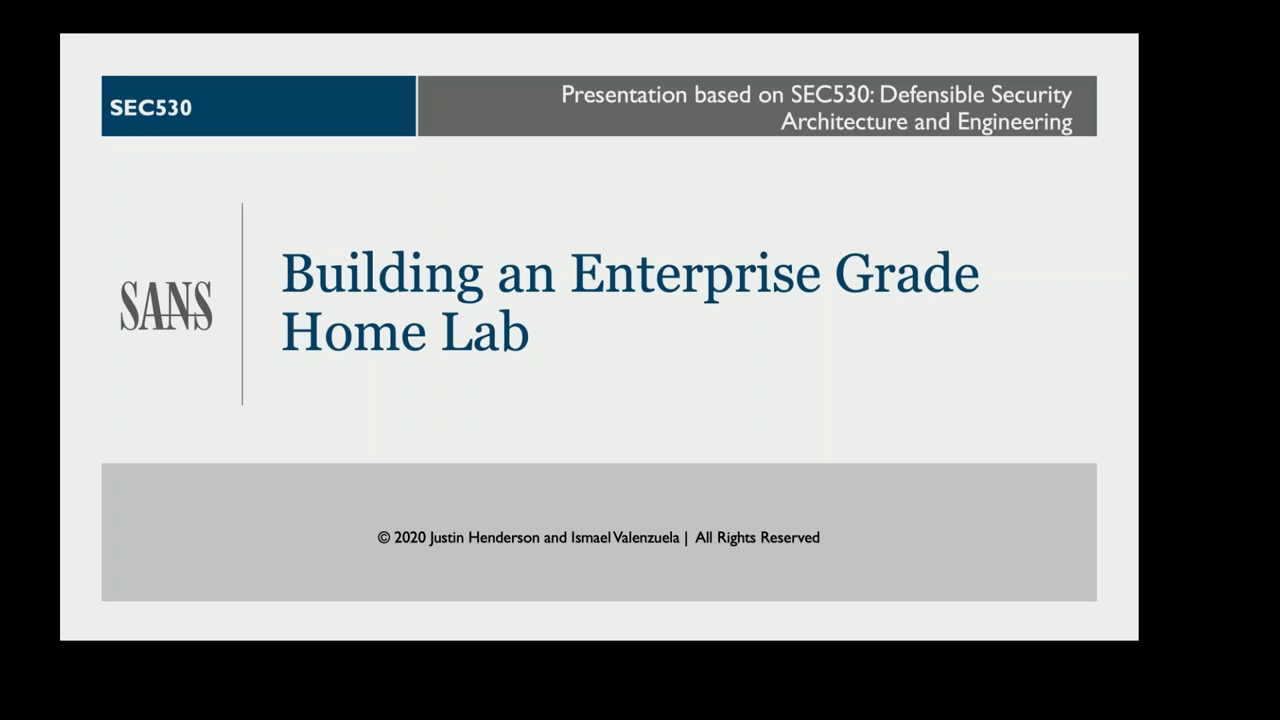 SEC530
Presentation based on SEC530: Defensible Security
Architecture and Engineering
SANS
Building an Enterprise Grade
Home Lab
© 2020 Justin Henderson and Ismael Valenzuela | All Rights Reserved